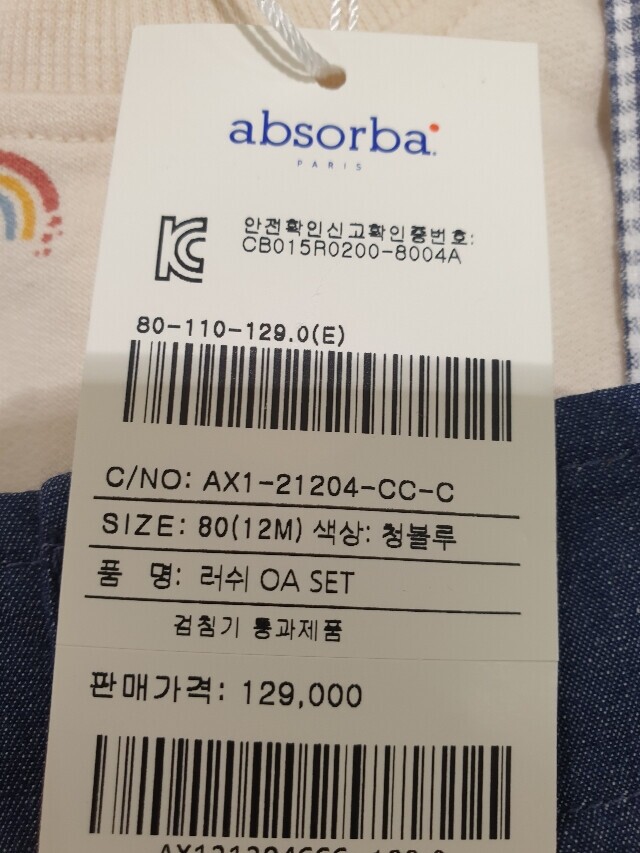 absorba
PARIS
안전확인신고확인증번호:
CB015R0200-8004A
80-110-129.0(E)
C/NO: AX1-21204-CC-C
SIZE: 80(12M) 색상: 청블루
품 명: 러쉬 OA SET
검침기 통과제품
판매가격: 129,000